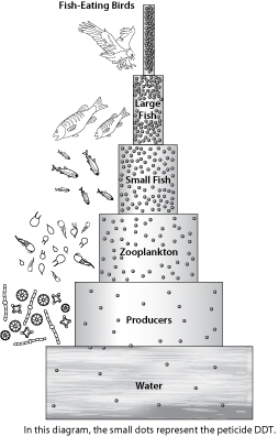 Fish-Eating Birds
Large
Fish
Small Fish
Zooplankton
Producers
Water
In this diagram, the small dots represent the peticide DDT.